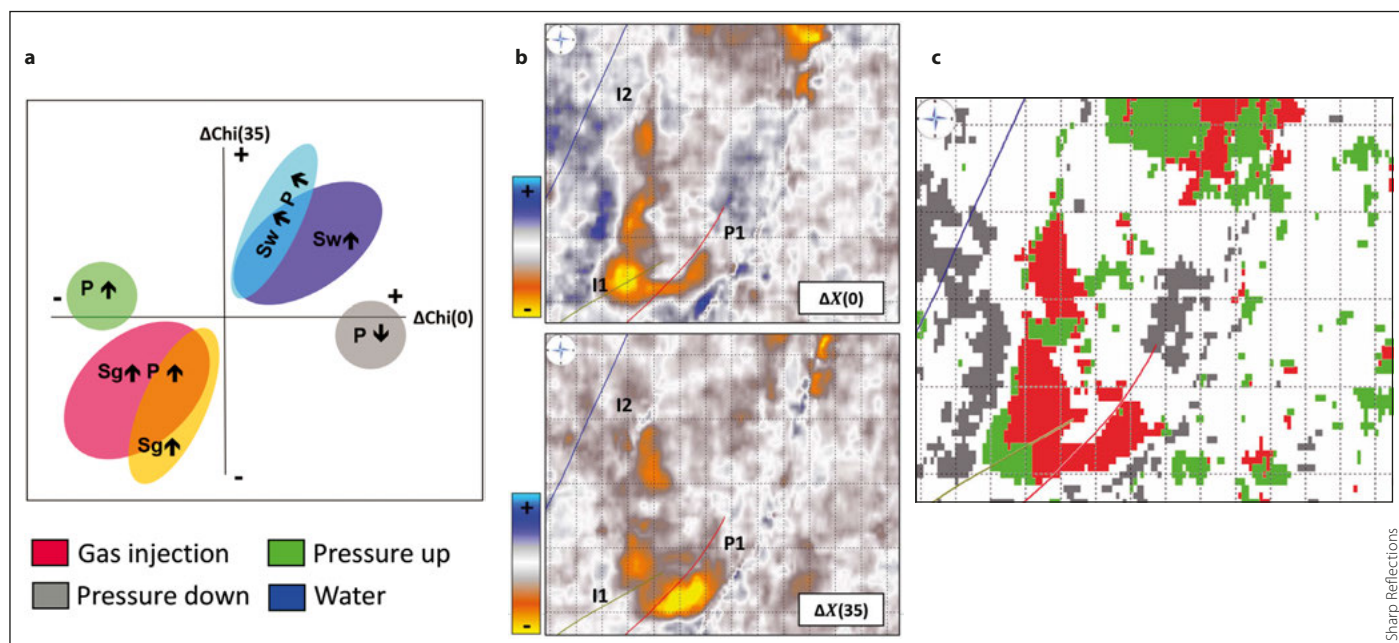 a
ΔChi(35)
+
P ↑
Sw ↑
Sw ↑
P ↑
-
+
ΔChi(0)
P ↓
Sg ↑ P ↑
Sg ↑
-
Gas injection
Pressure up
Pressure down
Water
b
I2
P1
I1
+
-
ΔX(0)
I2
P1
I1
+
-
ΔX(35)
c
Sharp Reflections